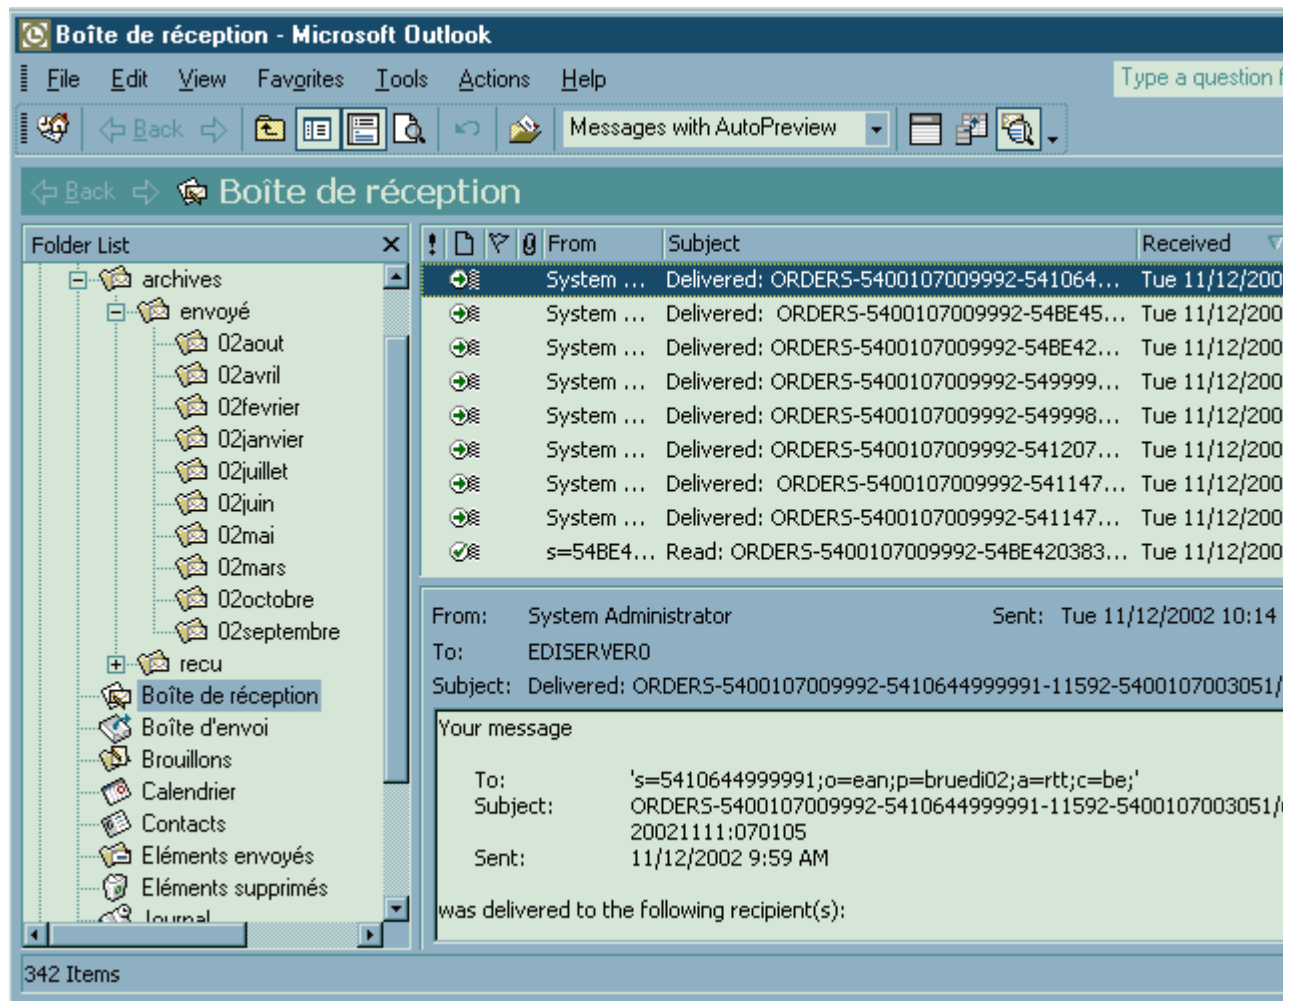 Boîte de réception - Microsoft Outlook
File Edit View Favorites Tools Actions Help Type a question
Back Messages with AutoPreview
Back Boîte de réception
Folder List
archives
envoyé
02aout
02avril
02fevrier
02janvier
02juillet
02juin
02mai
02mars
02octobre
02septembre
recu
Boîte de réception
Boîte d'envoi
Brouillons
Calendrier
Contacts
Eléments envoyés
Eléments supprimés
Journal
From Subject Received
System ... Delivered: ORDERS-5400107009992-541064... Tue 11/12/200
System ... Delivered: ORDERS-5400107009992-54BE45... Tue 11/12/200
System ... Delivered: ORDERS-5400107009992-54BE42... Tue 11/12/200
System ... Delivered: ORDERS-5400107009992-549999... Tue 11/12/200
System ... Delivered: ORDERS-5400107009992-549998... Tue 11/12/200
System ... Delivered: ORDERS-5400107009992-541207... Tue 11/12/200
System ... Delivered: ORDERS-5400107009992-541147... Tue 11/12/200
System ... Delivered: ORDERS-5400107009992-541147... Tue 11/12/200
s=54BE4... Read: ORDERS-5400107009992-54BE420383... Tue 11/12/200
From: System Administrator Sent: Tue 11/12/2002 10:14
To: EDISERVER0
Subject: Delivered: ORDERS-5400107009992-5410644999991-11592-5400107003051/
Your message
To: 's=5410644999991;o=ean;p=bruedi02;a=rtt;c=be;'
Subject: ORDERS-5400107009992-5410644999991-11592-5400107003051/
20021111:070105
Sent: 11/12/2002 9:59 AM
was delivered to the following recipient(s):
342 Items